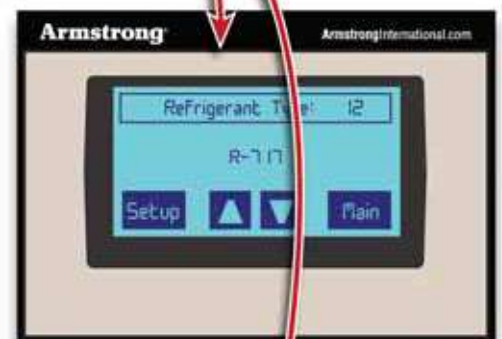 Armstrong ArmstrongInternational.com
Refrigerant Type: 12
R-717
Setup Main